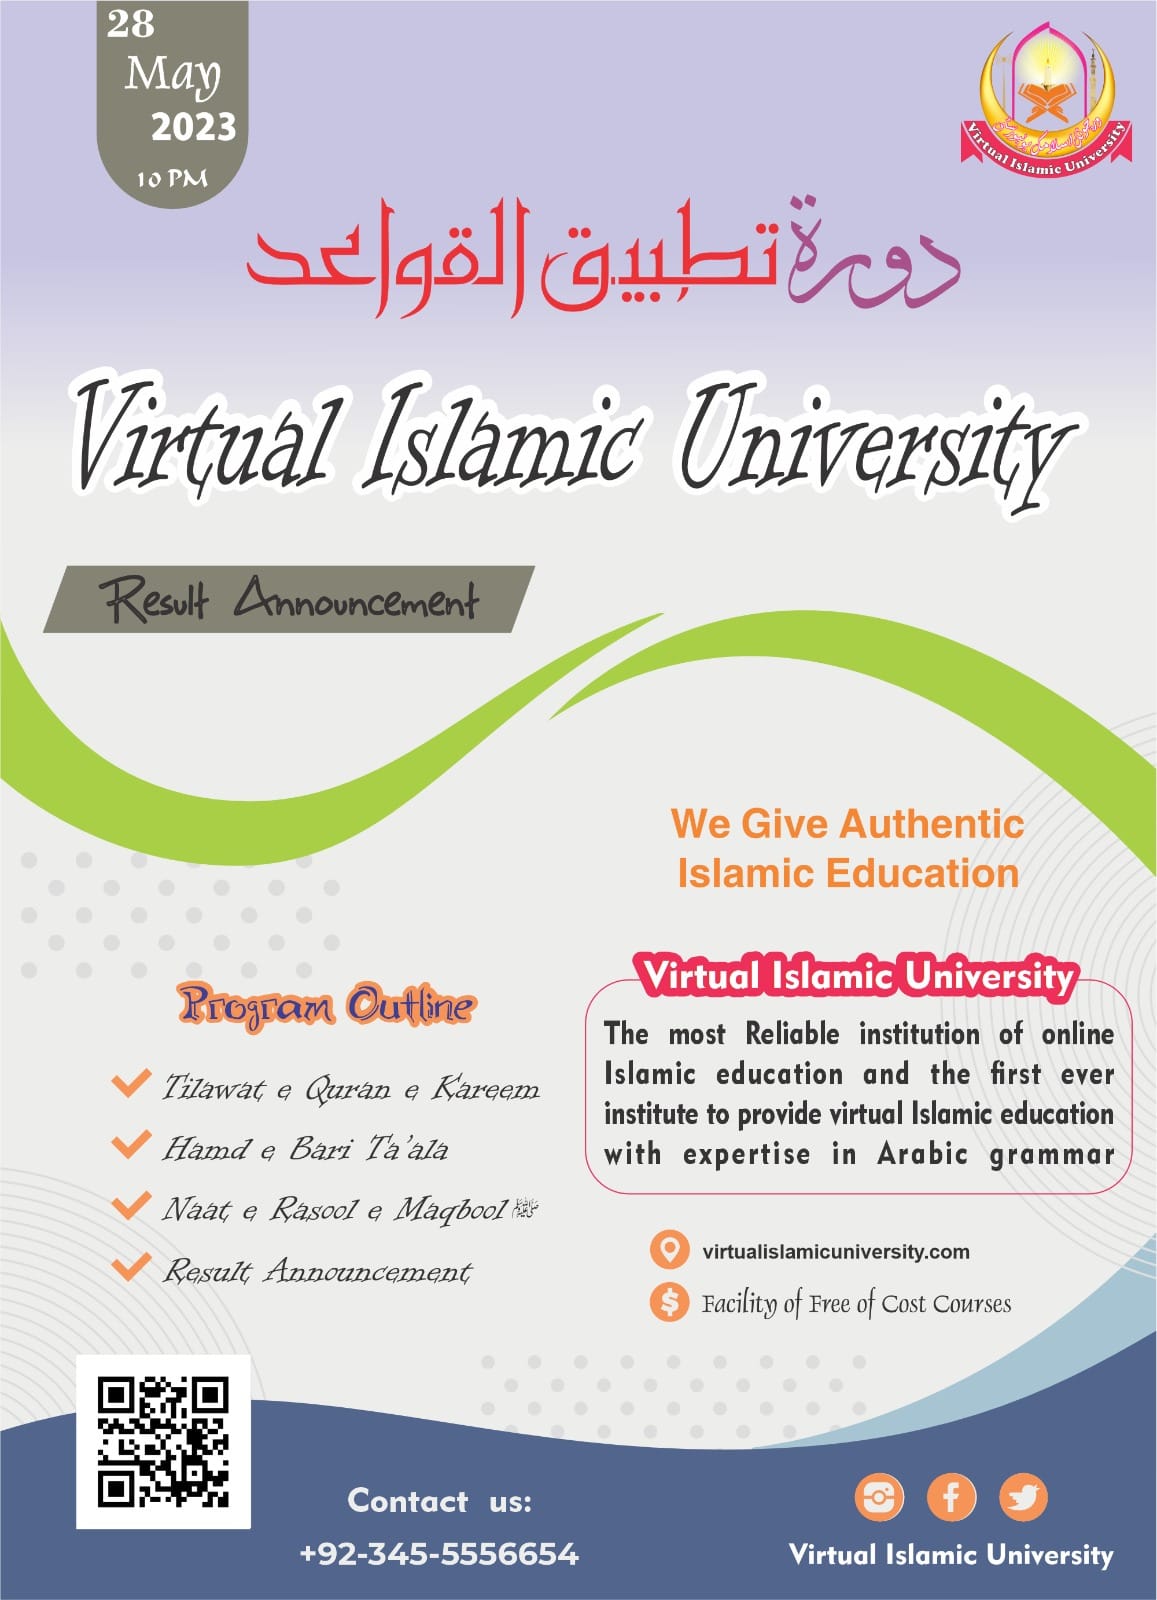 28
May
2023
10 PM
Virtual Islamic University
دورة تطبيق القواعد
Virtual Islamic University
Result Announcement
We Give Authentic
Islamic Education
Program Outline
Tilawat e Quran e Kareem
Hamd e Bari Ta'ala
Naat e Rasool e Maqbool ﷺ
Result Announcement
Virtual Islamic University
The most Reliable institution of online
Islamic education and the first ever
institute to provide virtual Islamic education
with expertise in Arabic grammar
virtualislamicuniversity.com
Facility of Free of Cost Courses
Contact us:
+92-345-5556654
Virtual Islamic University